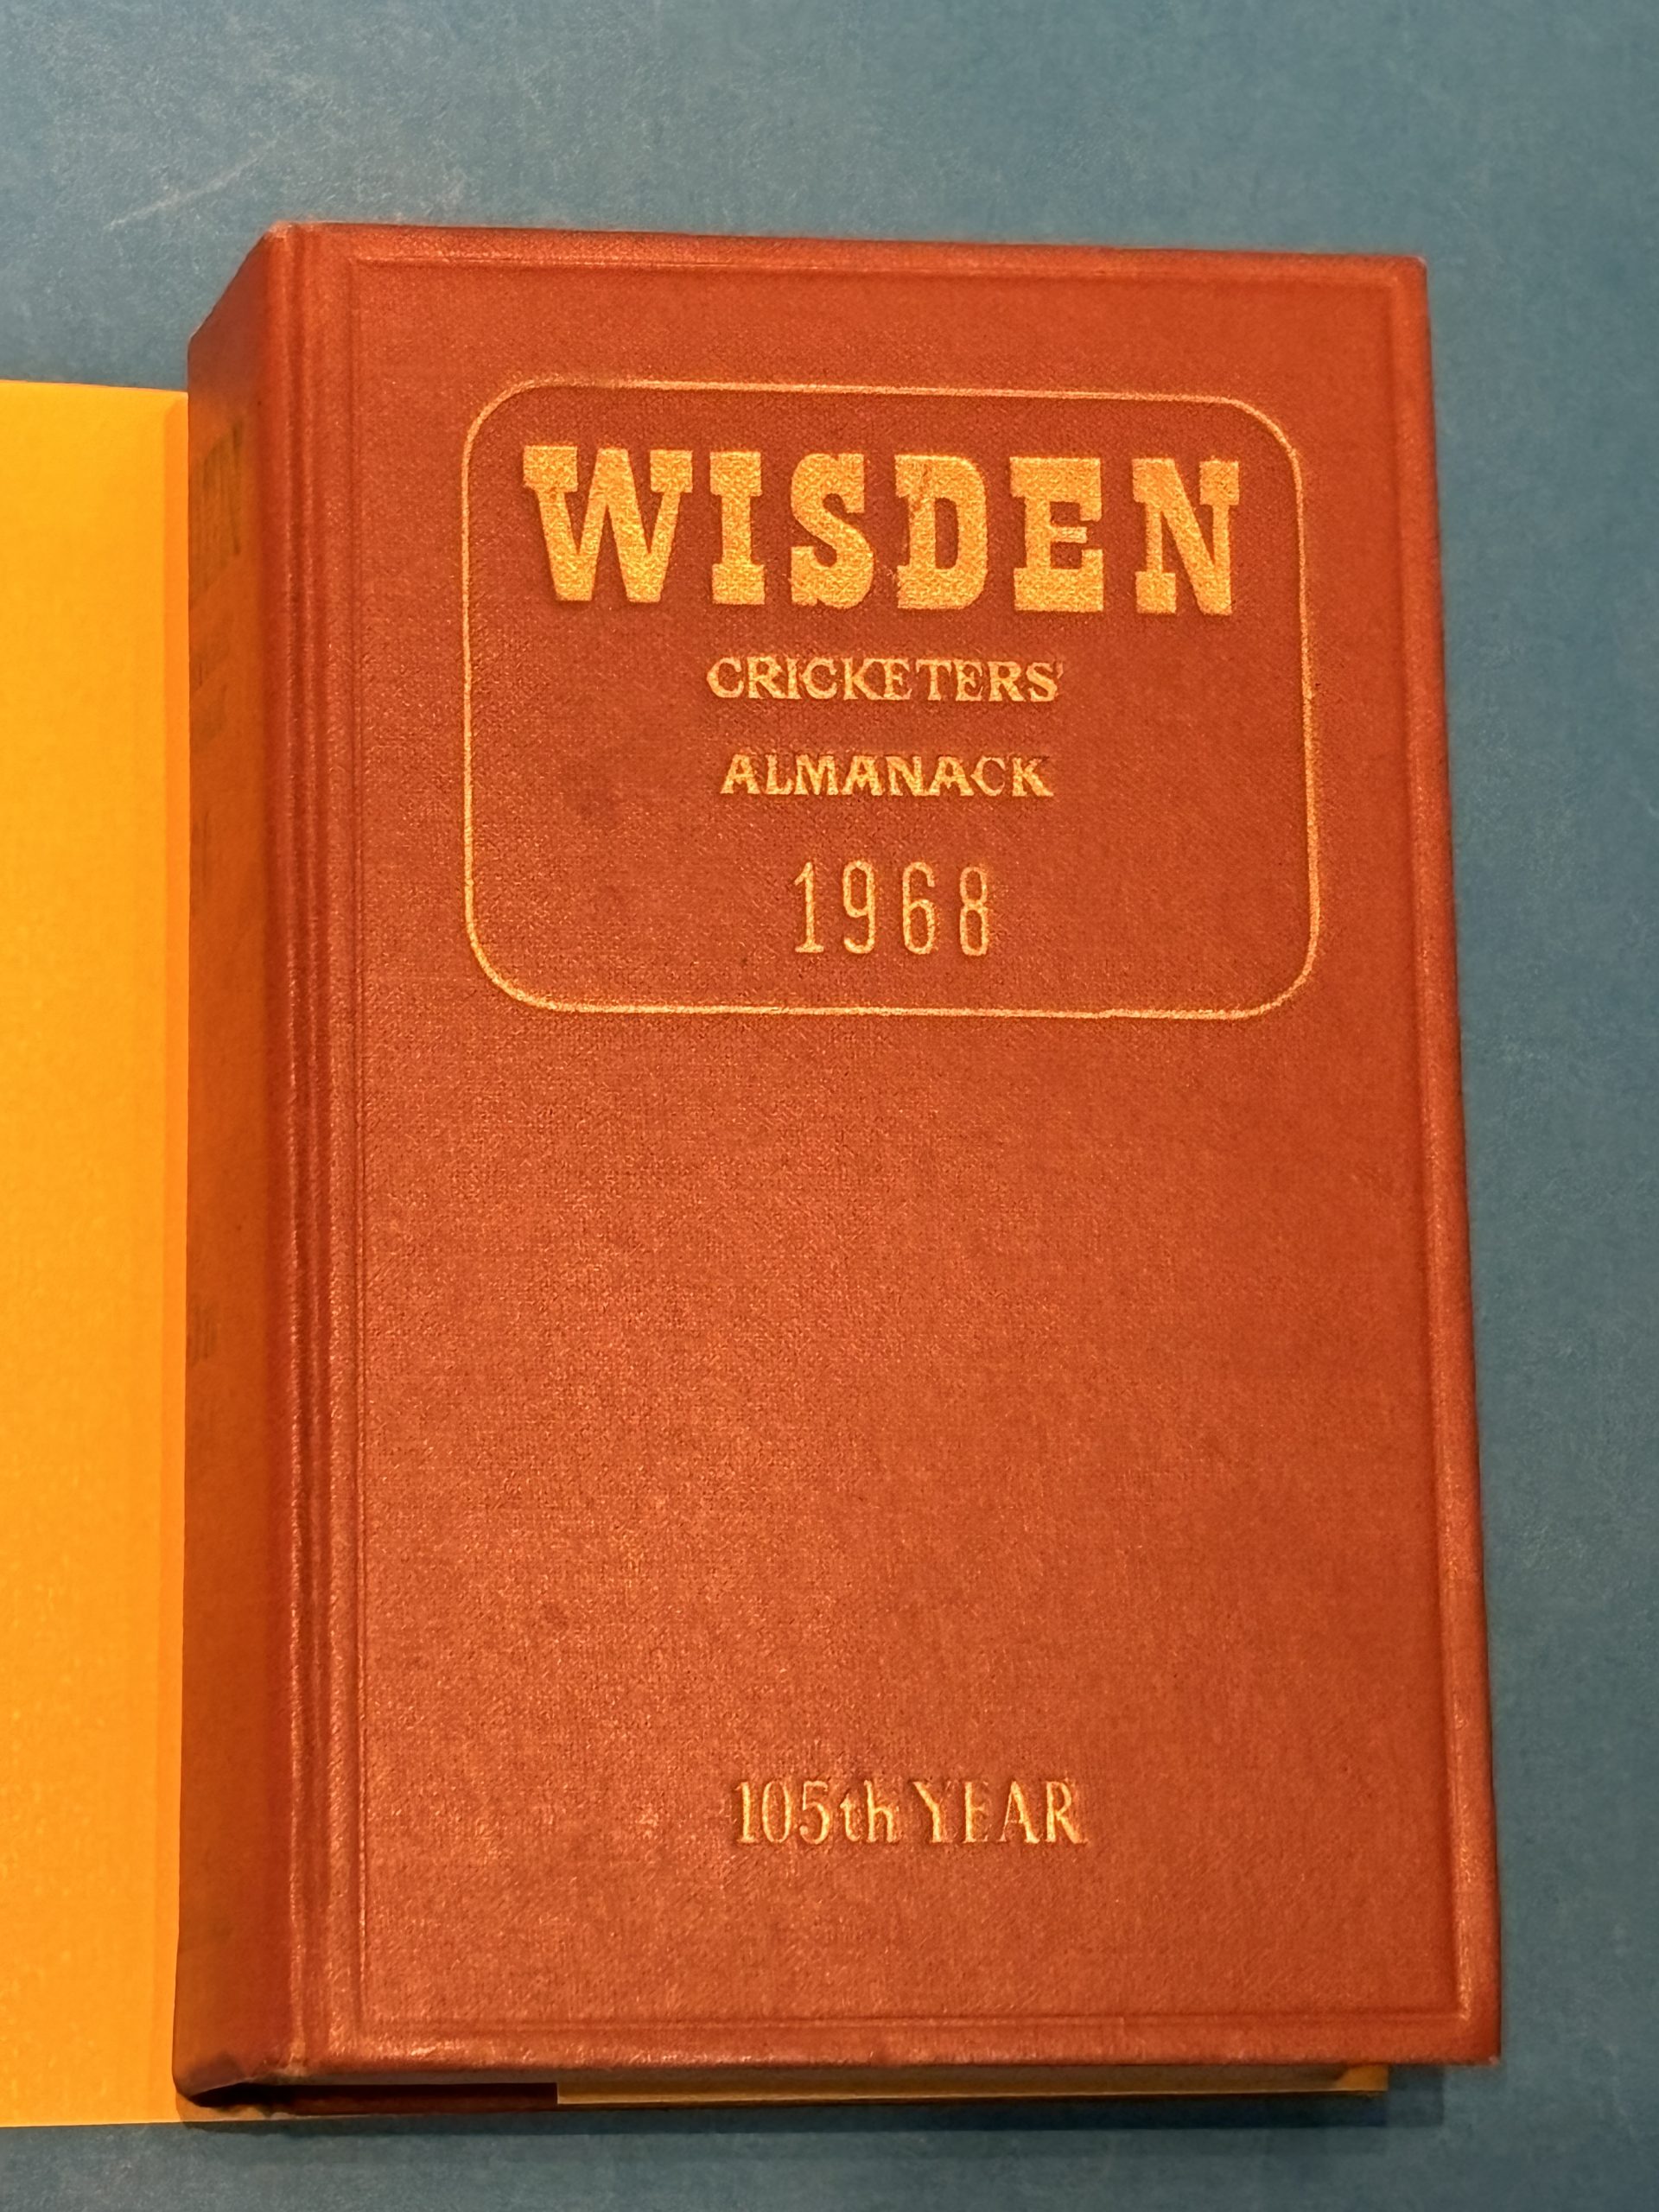 WISDEN
CRICKETERS'
ALMANACK
1968
105th YEAR